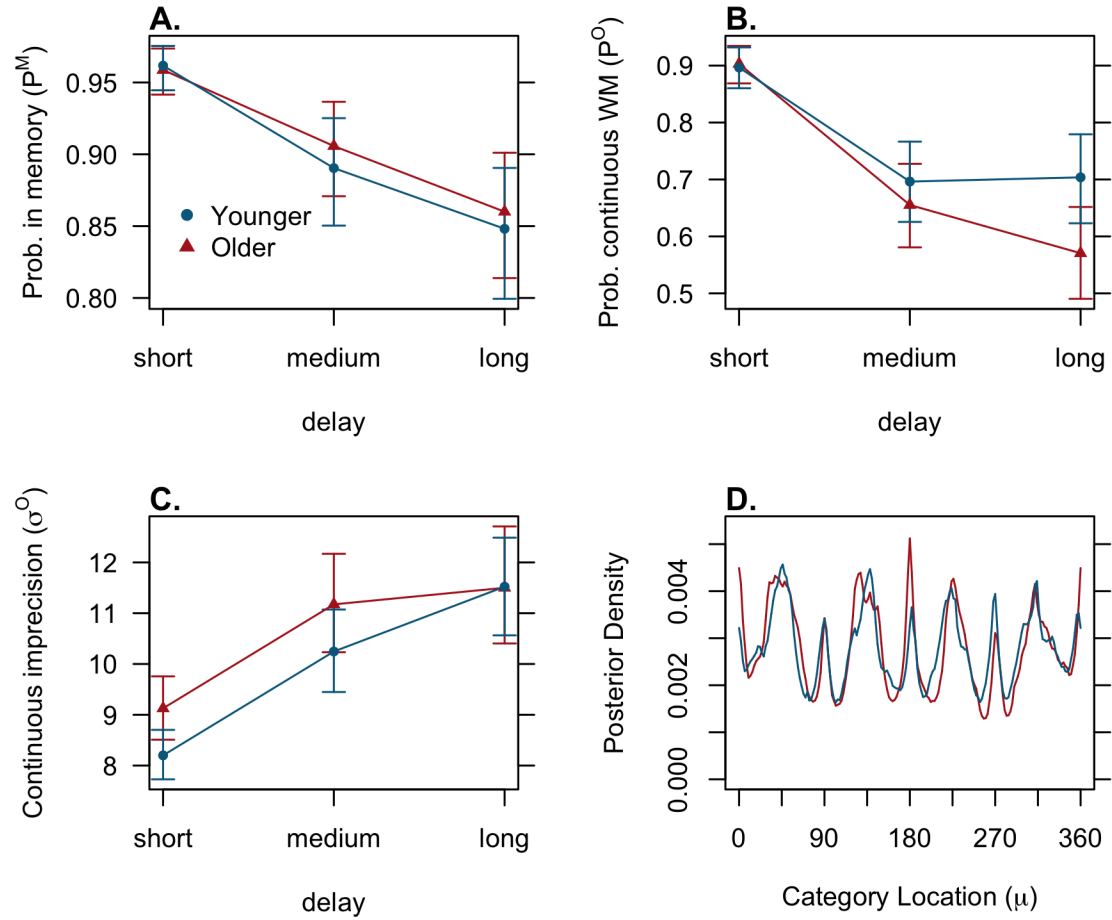 A.
Prob. in memory (P^M)
0.95
0.90
0.85
0.80
Younger
Older
short medium long
delay
B.
Prob. continuous WM (P^O)
0.9
0.8
0.7
0.6
0.5
short medium long
delay
C.
Continuous imprecision (σ^O)
12
11
10
9
8
short medium long
delay
D.
Posterior Density
0.004
0.002
0.000
0 90 180 270 360
Category Location (μ)